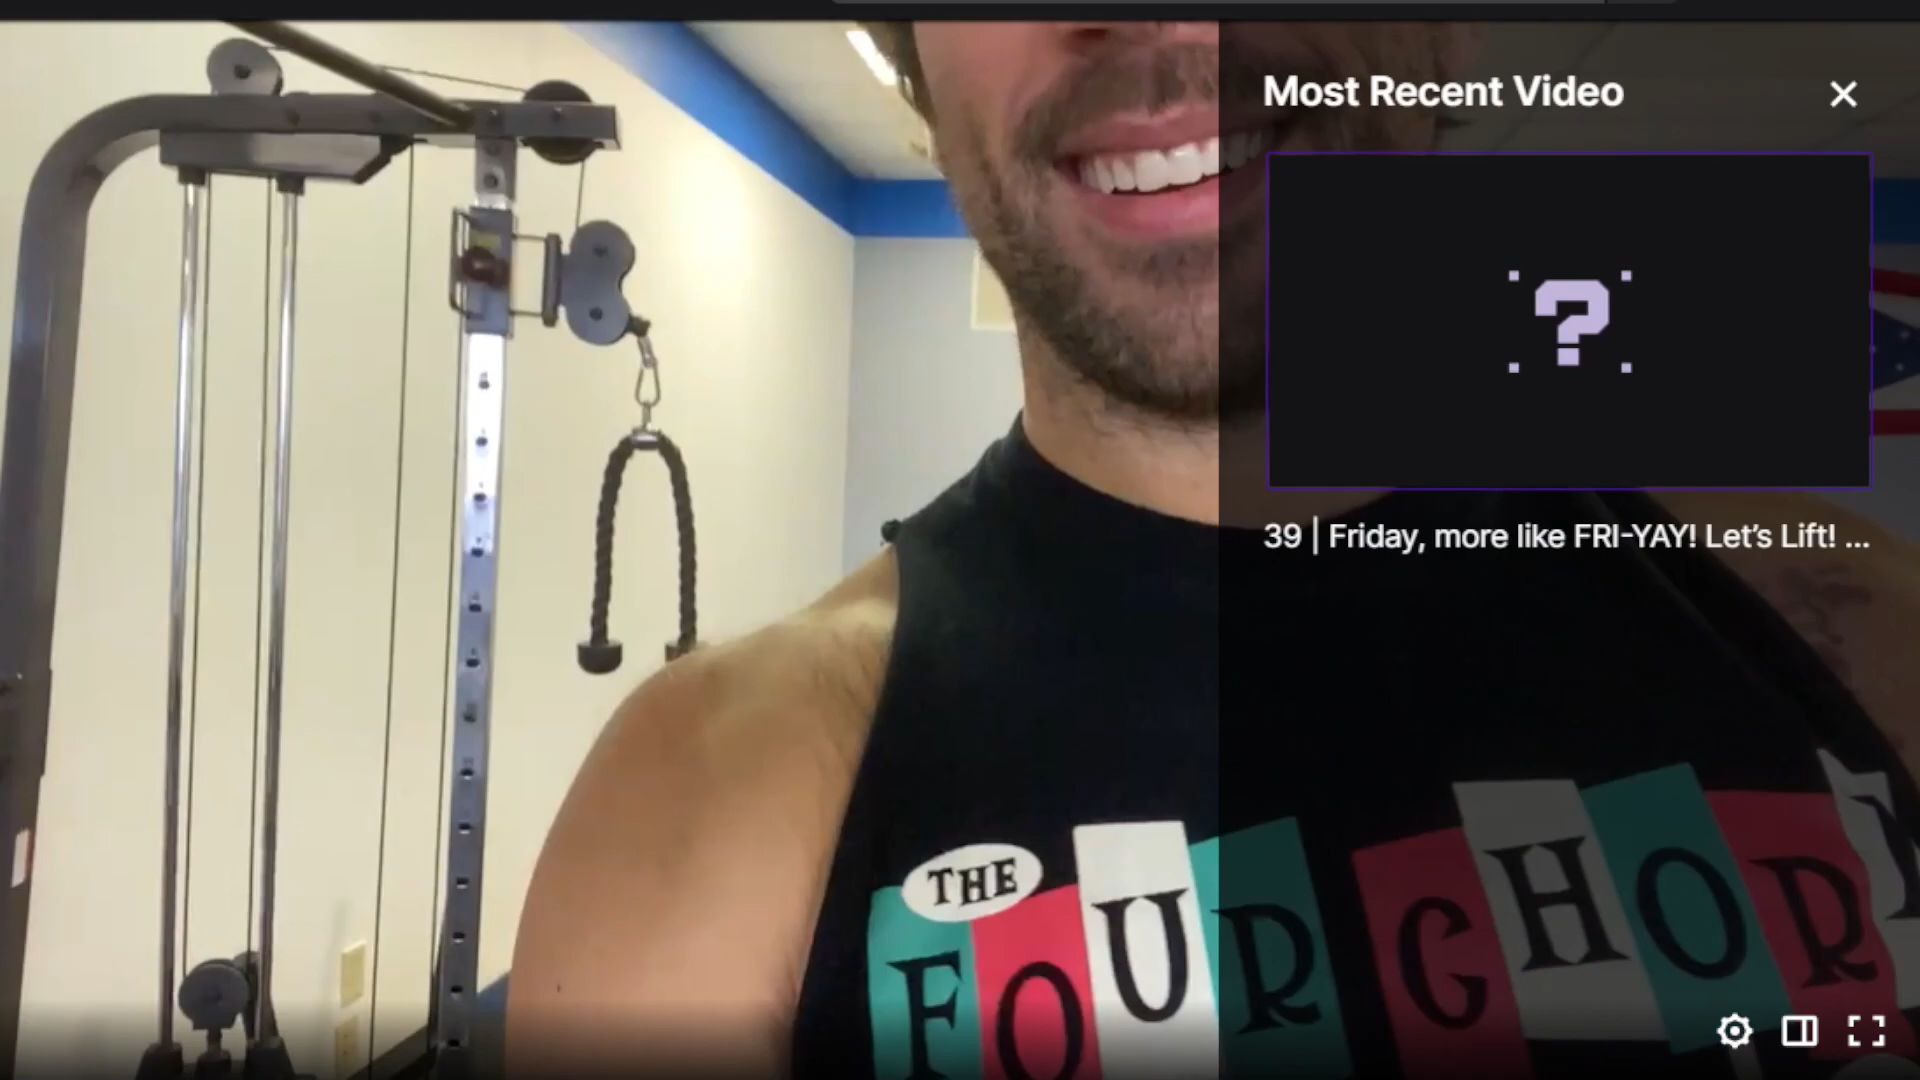 Most Recent Video
39 | Friday, more like FRI-YAY! Let’s Lift! ...
THE
FOUR CHOR